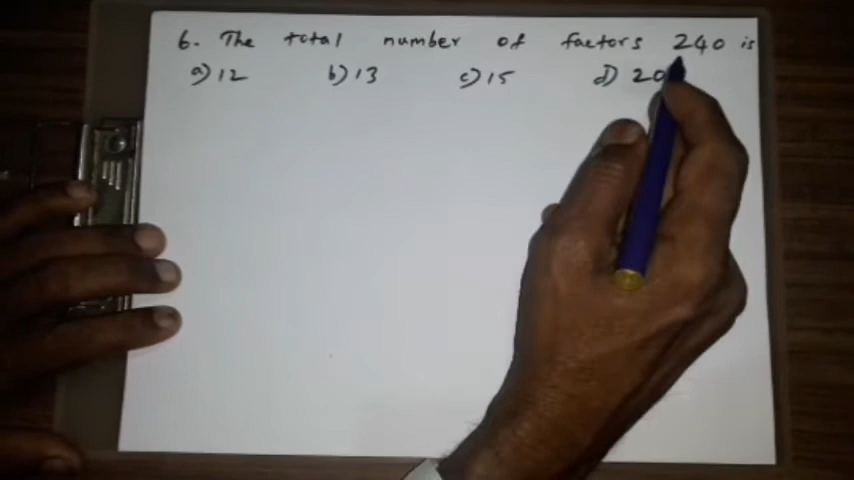 6. The total number of factors 240 is
a) 12 b) 13 c) 15 d) 20